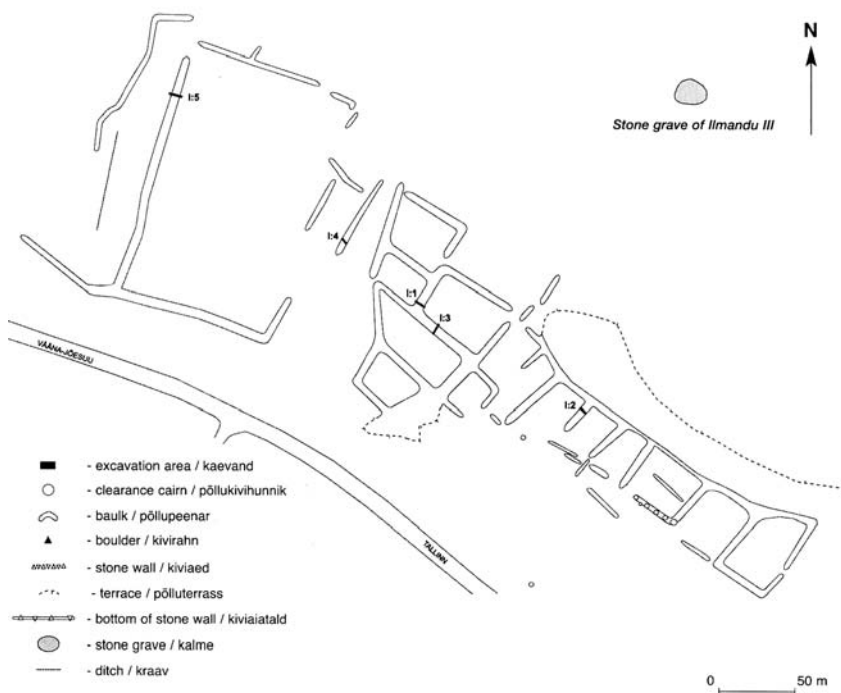 N
Stone grave of Ilmandu III
I:5
I:4
I:1
I:3
I:2
VÄÄNA-JÕESUU
TALLINN
- excavation area / kaevand
- clearance cairn / põllukivihunnik
- baulk / põllupeenar
- boulder / kivirahn
- stone wall / kiviaed
- terrace / põlluterrass
- bottom of stone wall / kiviaiatald
- stone grave / kalme
- ditch / kraav
0 50 m